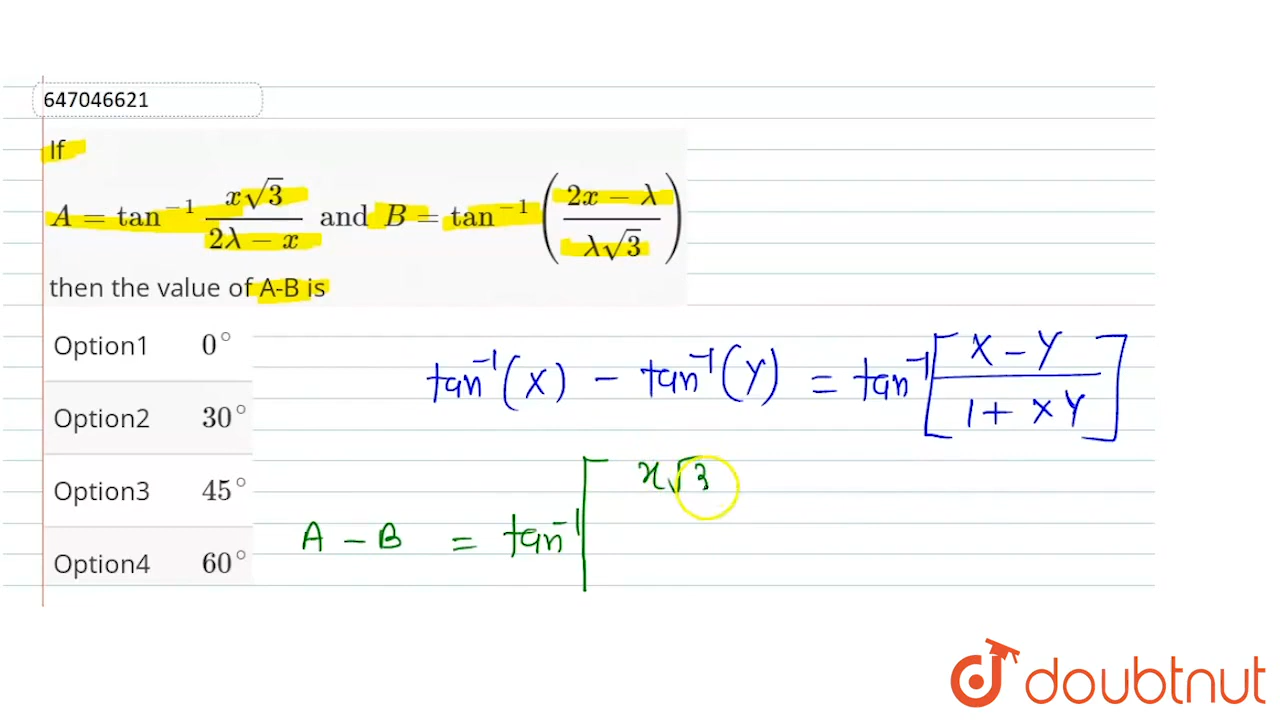 647046621
If
A = tan⁻¹ x√3 / 2λ − x and B = tan⁻¹ (2x − λ / λ√3)
then the value of A-B is
Option1 0°
Option2 30°
Option3 45°
Option4 60°
tan⁻¹(X) − tan⁻¹(Y) = tan⁻¹[X − Y / 1 + XY]
A − B = tan⁻¹[ x√3
doubtnut